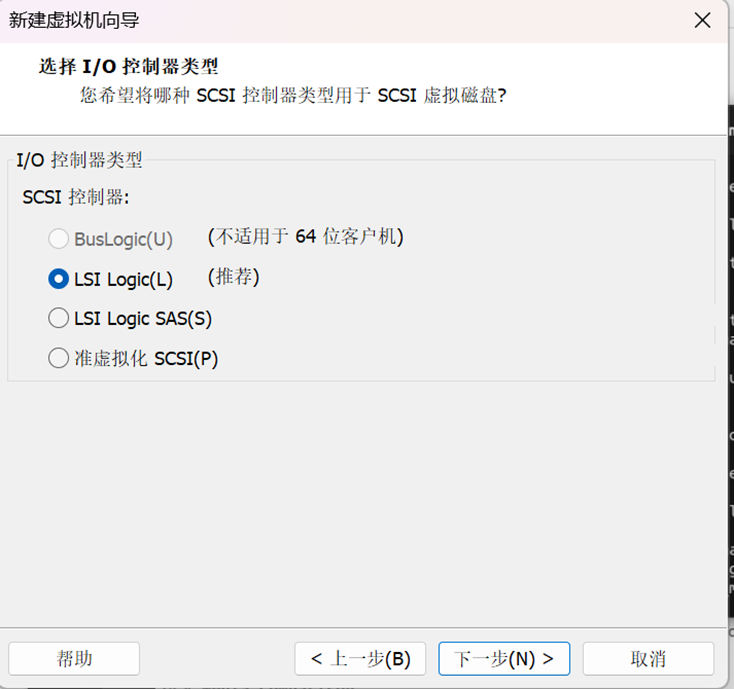 新建虚拟机向导
选择 I/O 控制器类型
您希望将哪种 SCSI 控制器类型用于 SCSI 虚拟磁盘?
I/O 控制器类型
SCSI 控制器:
BusLogic(U) (不适用于 64 位客户机)
LSI Logic(L) (推荐)
LSI Logic SAS(S)
准虚拟化 SCSI(P)
帮助 < 上一步(B) 下一步(N) > 取消